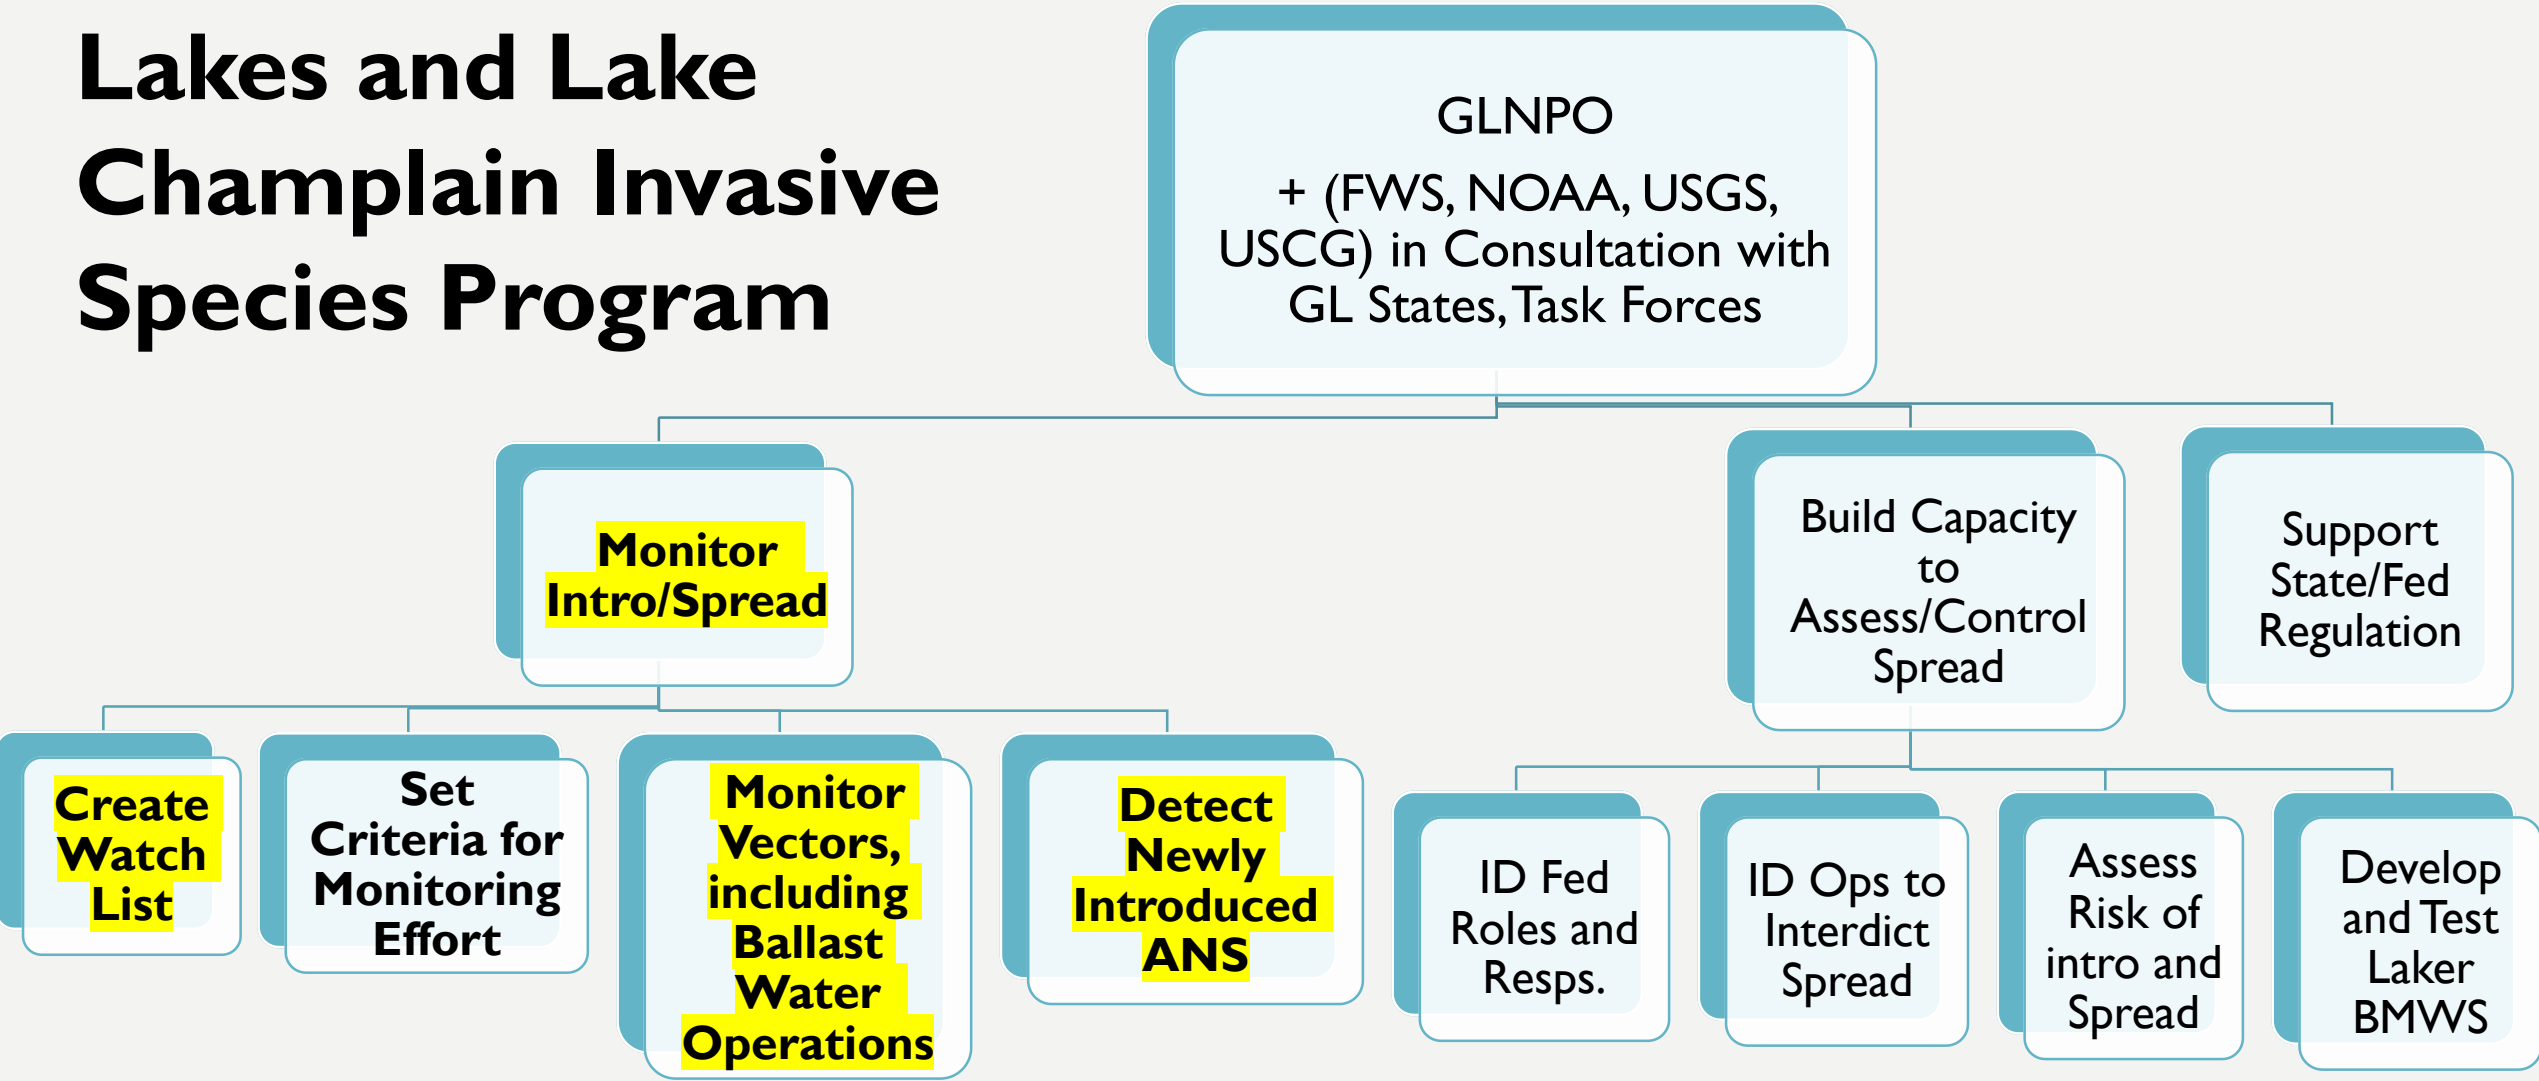 Lakes and Lake
Champlain Invasive
Species Program
GLNPO
+ (FWS, NOAA, USGS,
USCG) in Consultation with
GL States, Task Forces
Monitor
Intro/Spread
Build Capacity
to
Assess/Control
Spread
Support
State/Fed
Regulation
Create
Watch
List
Set
Criteria for
Monitoring
Effort
Monitor
Vectors,
including
Ballast
Water
Operations
Detect
Newly
Introduced
ANS
ID Fed
Roles and
Resps.
ID Ops to
Interdict
Spread
Assess
Risk of
intro and
Spread
Develop
and Test
Laker
BMWS